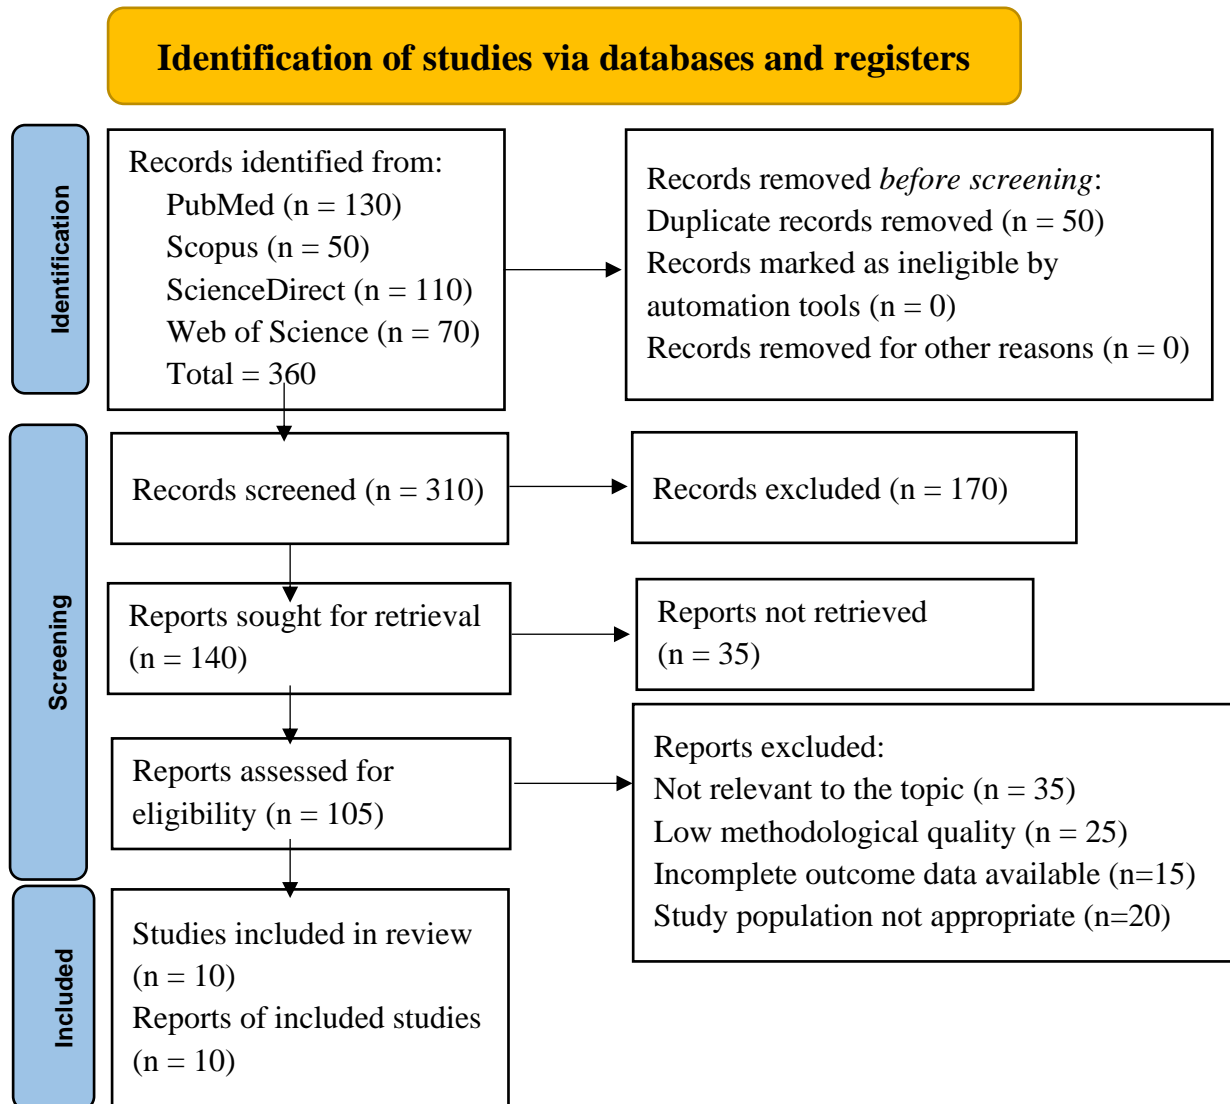 Identification of studies via databases and registers
Identification
Records identified from:
PubMed (n = 130)
Scopus (n = 50)
ScienceDirect (n = 110)
Web of Science (n = 70)
Total = 360
Records removed before screening:
Duplicate records removed (n = 50)
Records marked as ineligible by
automation tools (n = 0)
Records removed for other reasons (n = 0)
Screening
Records screened (n = 310)
Records excluded (n = 170)
Reports sought for retrieval
(n = 140)
Reports not retrieved
(n = 35)
Reports assessed for
eligibility (n = 105)
Reports excluded:
Not relevant to the topic (n = 35)
Low methodological quality (n = 25)
Incomplete outcome data available (n=15)
Study population not appropriate (n=20)
Included
Studies included in review
(n = 10)
Reports of included studies
(n = 10)